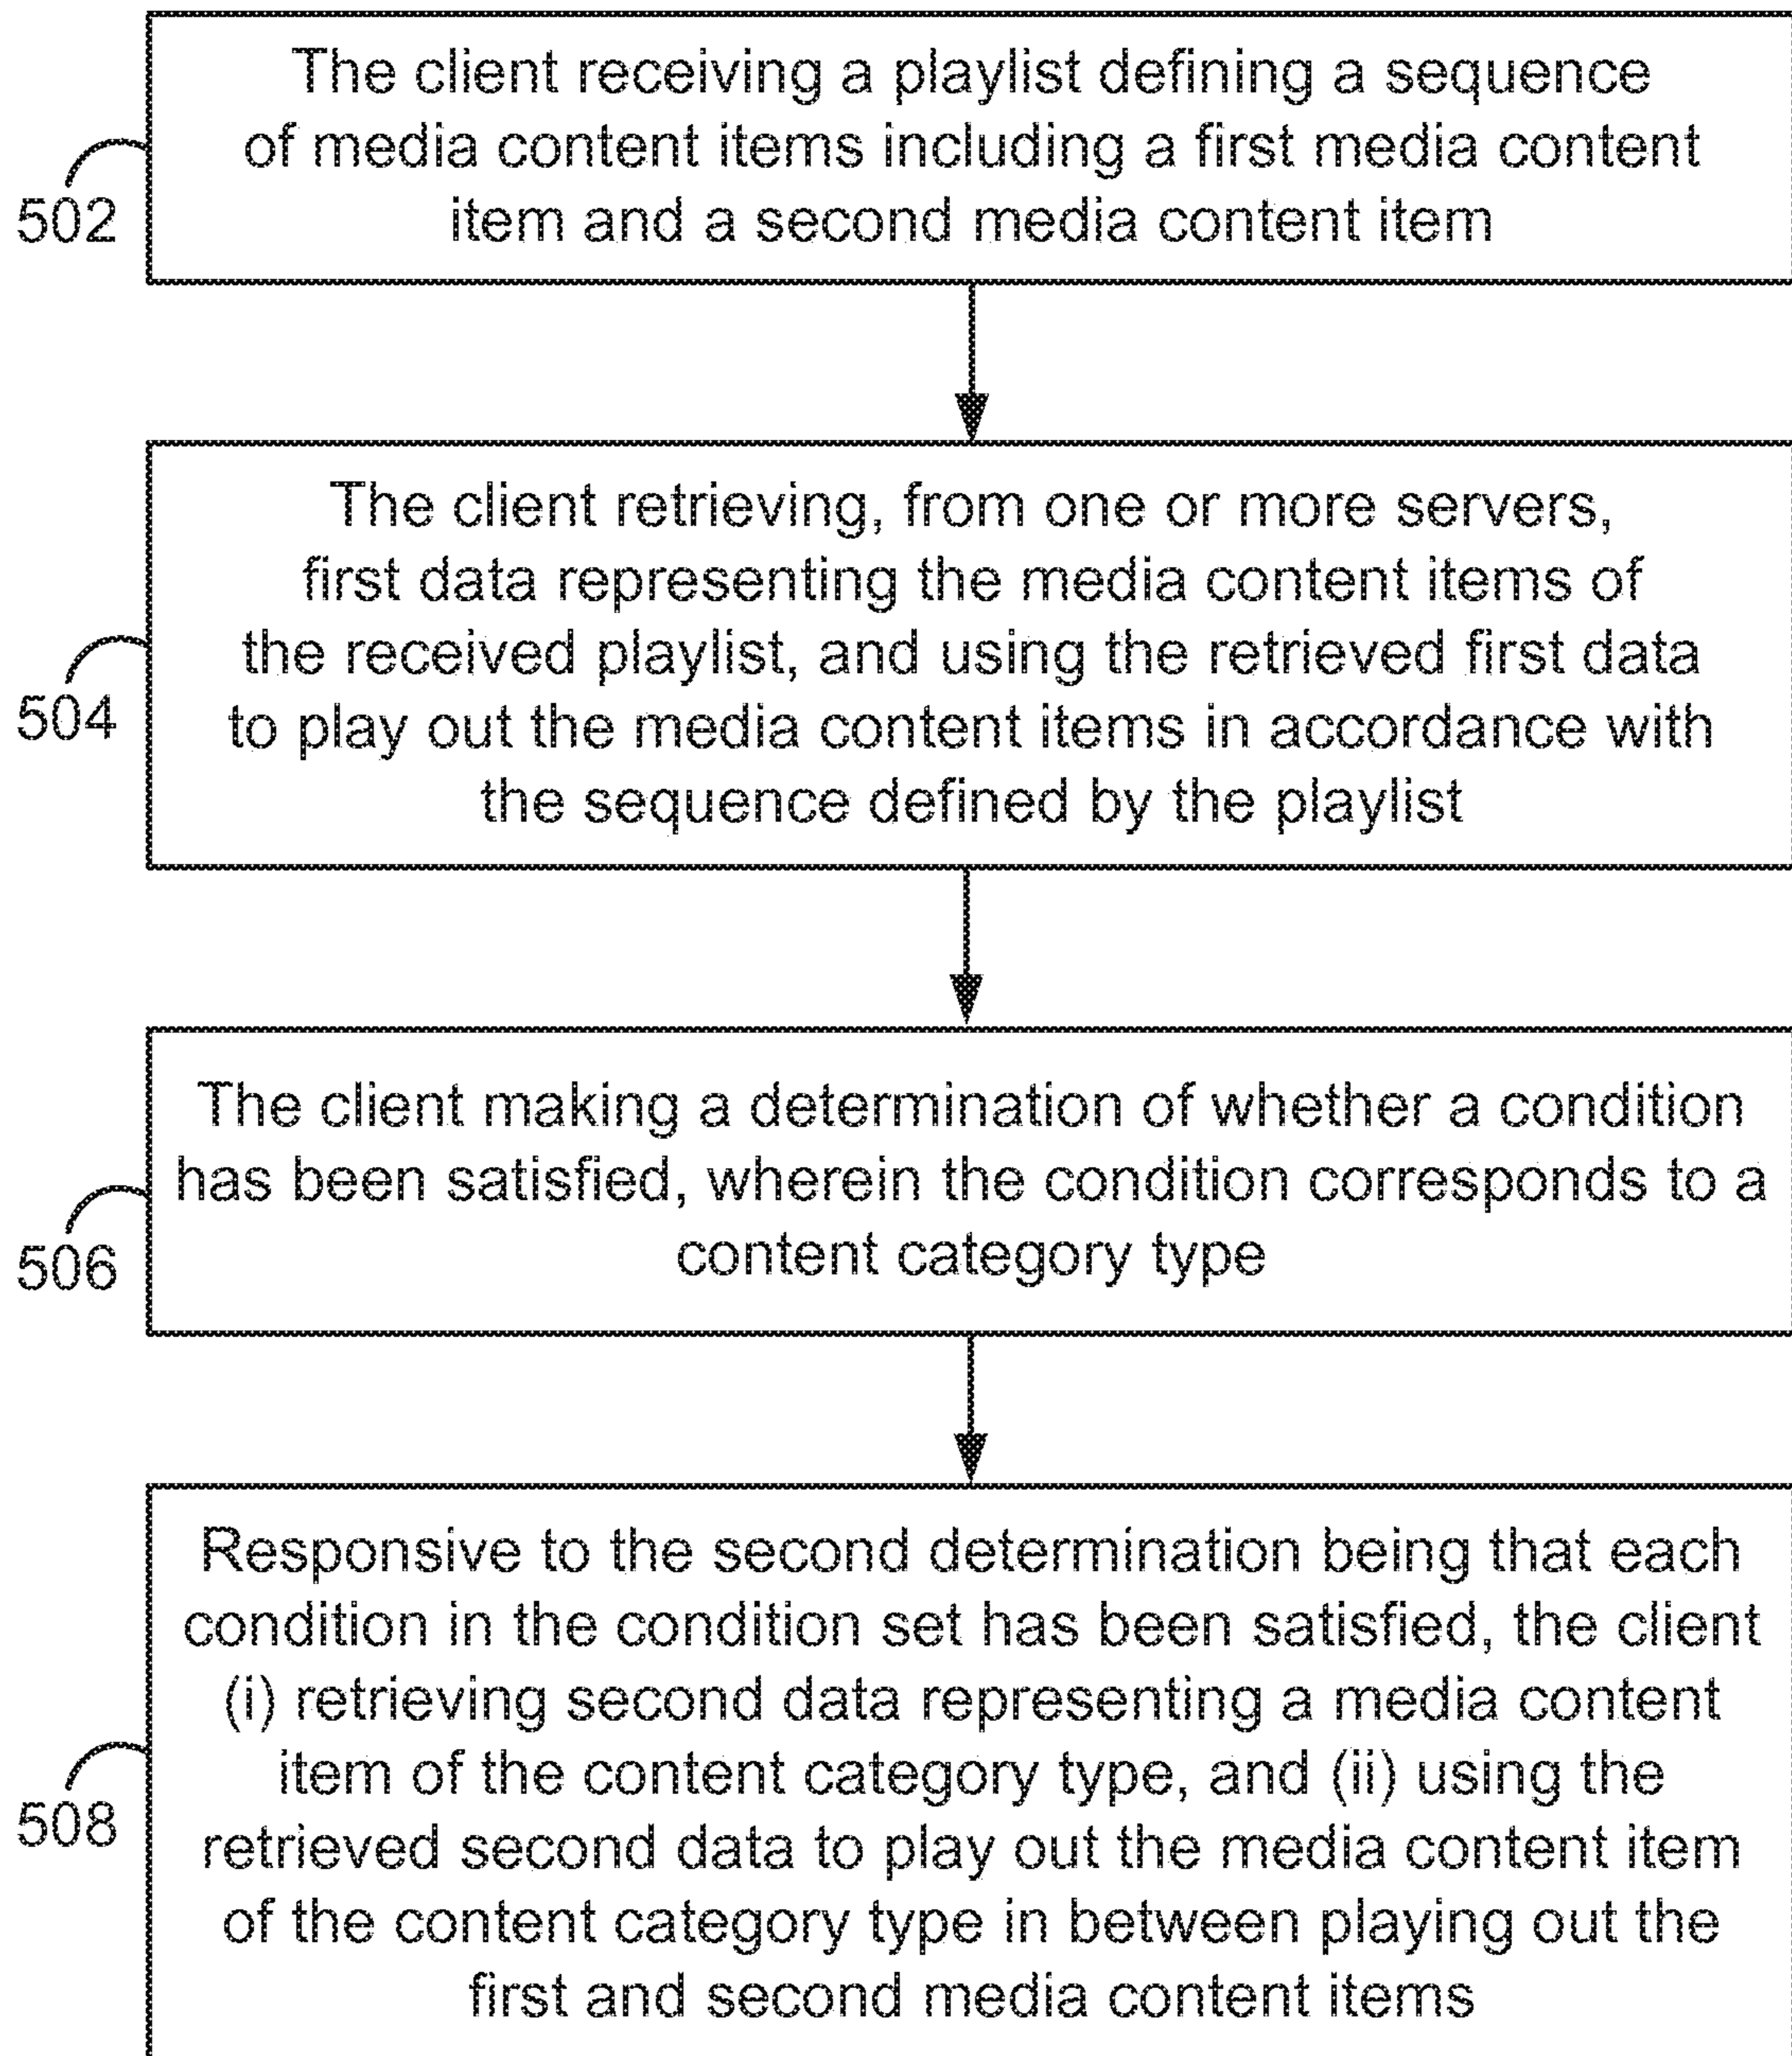 The client receiving a playlist defining a sequence
of media content items including a first media content
item and a second media content item
502
The client retrieving, from one or more servers,
first data representing the media content items of
the received playlist, and using the retrieved first data
to play out the media content items in accordance with
the sequence defined by the playlist
504
The client making a determination of whether a condition
has been satisfied, wherein the condition corresponds to a
content category type
506
Responsive to the second determination being that each
condition in the condition set has been satisfied, the client
(i) retrieving second data representing a media content
item of the content category type, and (ii) using the
retrieved second data to play out the media content item
of the content category type in between playing out the
first and second media content items
508